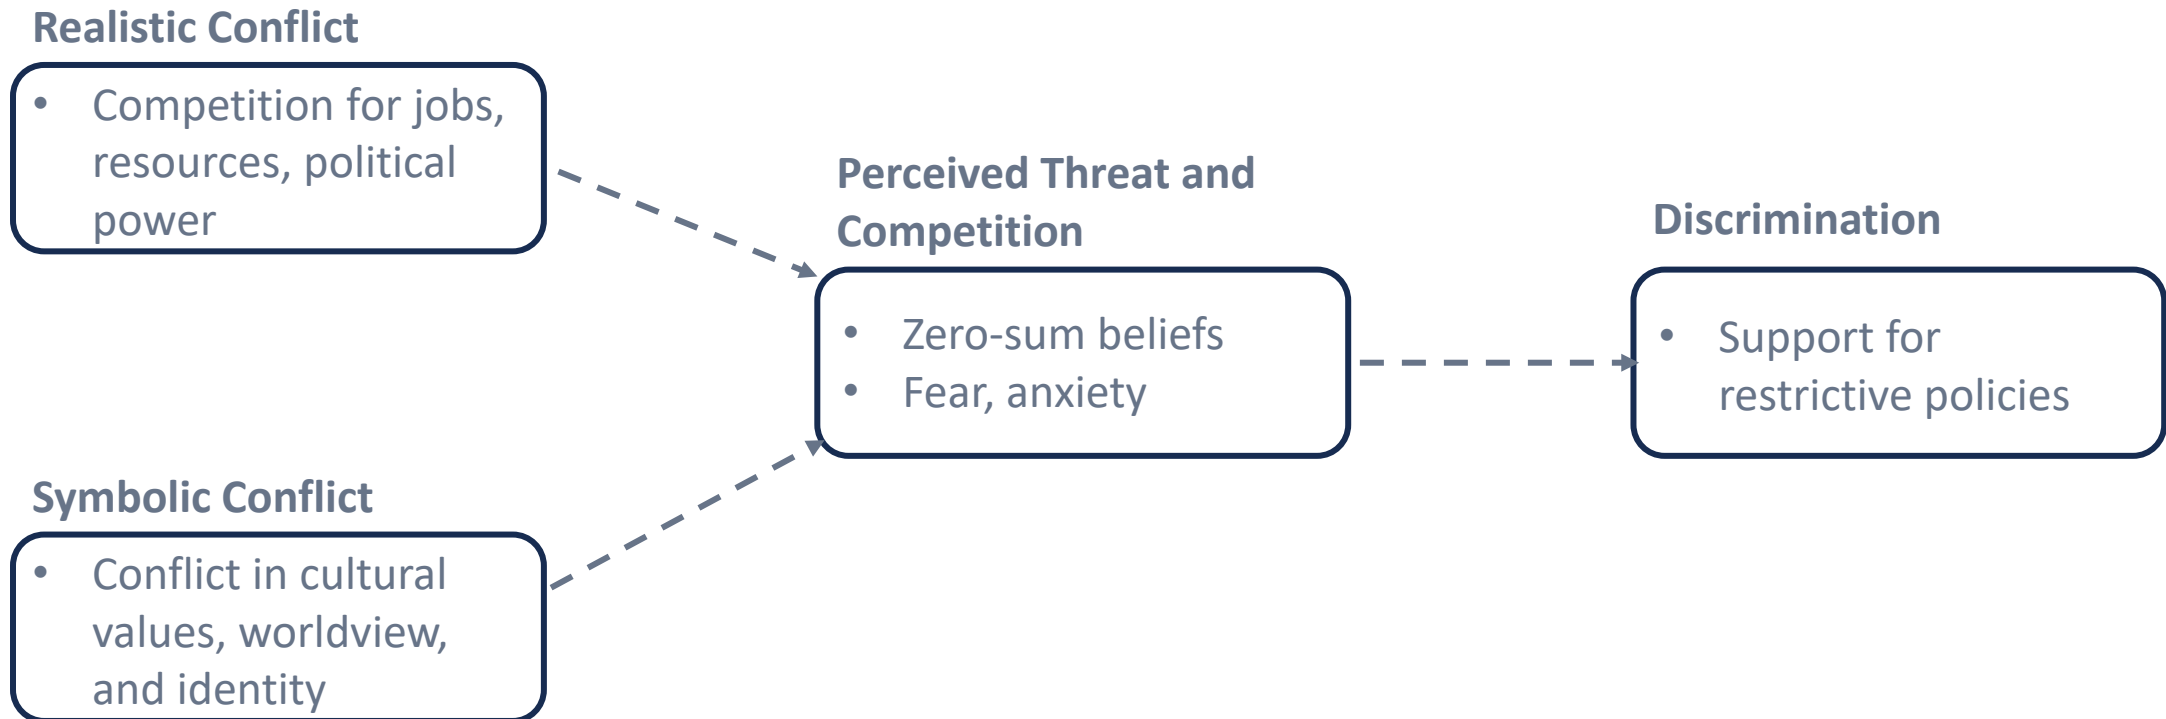 Realistic Conflict
• Competition for jobs,
resources, political
power
Perceived Threat and
Competition
• Zero-sum beliefs
• Fear, anxiety
Discrimination
• Support for
restrictive policies
Symbolic Conflict
• Conflict in cultural
values, worldview,
and identity